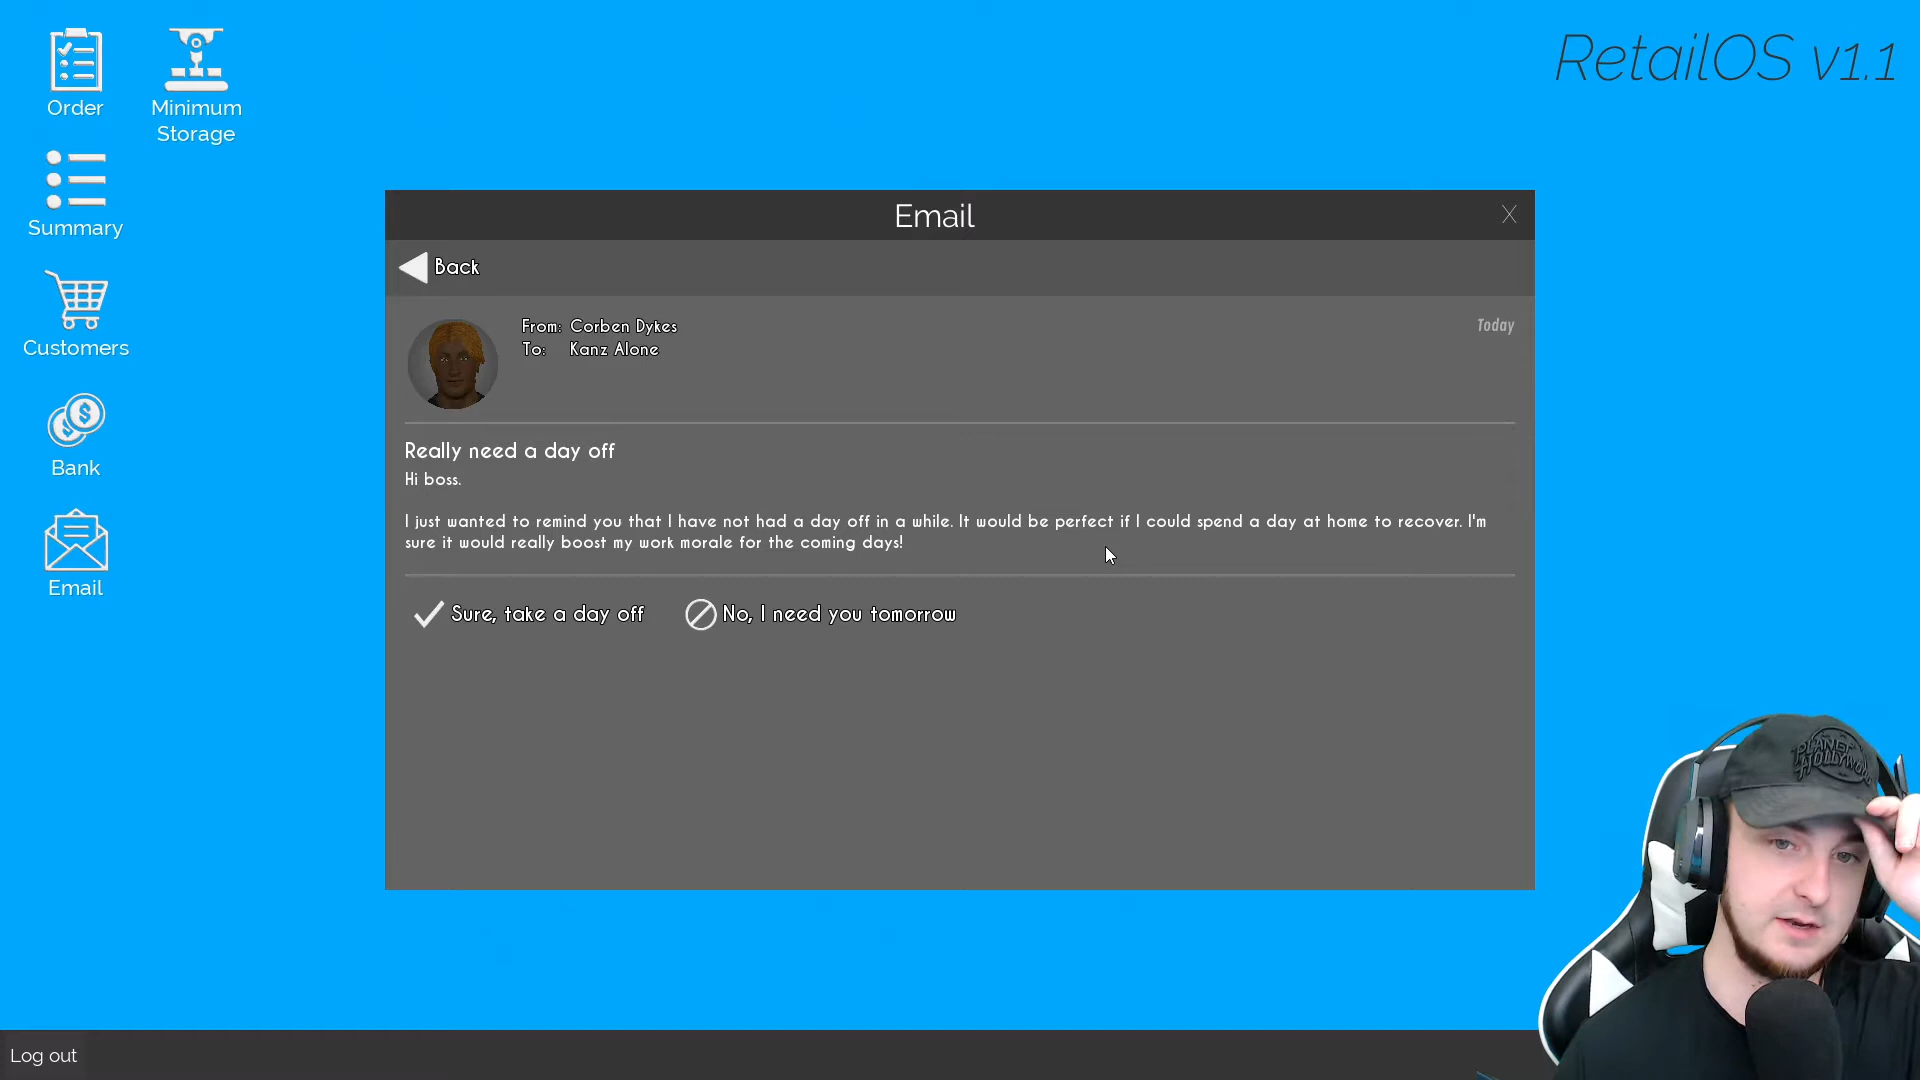 RetailOS v1.1
Order
Minimum
Storage
Summary
Customers
Bank
Email
Email
X
Back
From: Corben Dykes
To: Kanz Alone
Today
Really need a day off
Hi boss.
I just wanted to remind you that I have not had a day off in a while. It would be perfect if I could spend a day at home to recover. I'm
sure it would really boost my work morale for the coming days!
Sure, take a day off
No, I need you tomorrow
PLANET
HOLLYWOOD
Log out